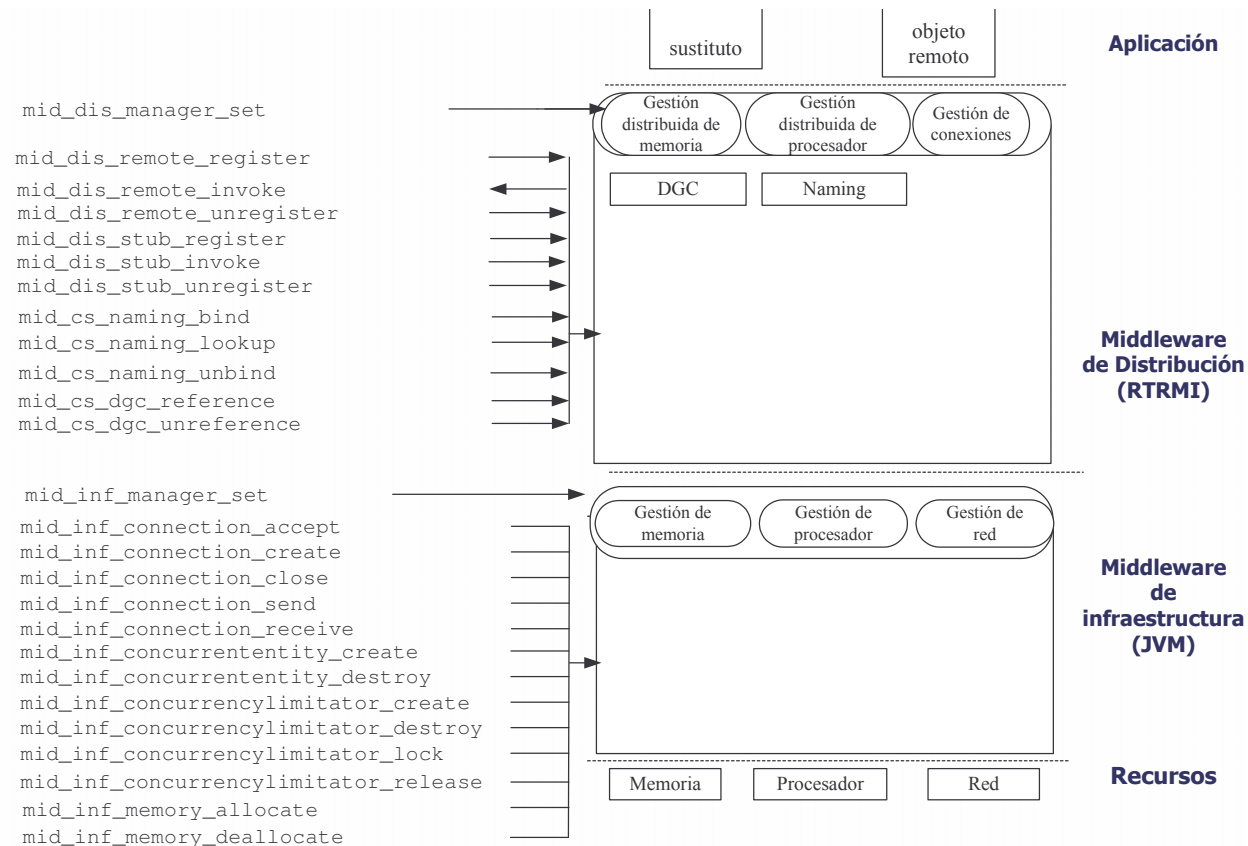 sustituto
objeto
remoto
Aplicación
mid_dis_manager_set
Gestión
distribuida de
memoria
Gestión
distribuida de
procesador
Gestión de
conexiones
mid_dis_remote_register
mid_dis_remote_invoke
mid_dis_remote_unregister
mid_dis_stub_register
mid_dis_stub_invoke
mid_dis_stub_unregister
mid_cs_naming_bind
mid_cs_naming_lookup
mid_cs_naming_unbind
mid_cs_dgc_reference
mid_cs_dgc_unreference
DGC
Naming
Middleware
de Distribución
(RTRMI)
mid_inf_manager_set
Gestión de
memoria
Gestión de
procesador
Gestión de
red
mid_inf_connection_accept
mid_inf_connection_create
mid_inf_connection_close
mid_inf_connection_send
mid_inf_connection_receive
mid_inf_concurrententity_create
mid_inf_concurrententity_destroy
mid_inf_concurrencylimitator_create
mid_inf_concurrencylimitator_destroy
mid_inf_concurrencylimitator_lock
mid_inf_concurrencylimitator_release
mid_inf_memory_allocate
mid_inf_memory_deallocate
Middleware
de
infraestructura
(JVM)
Memoria
Procesador
Red
Recursos